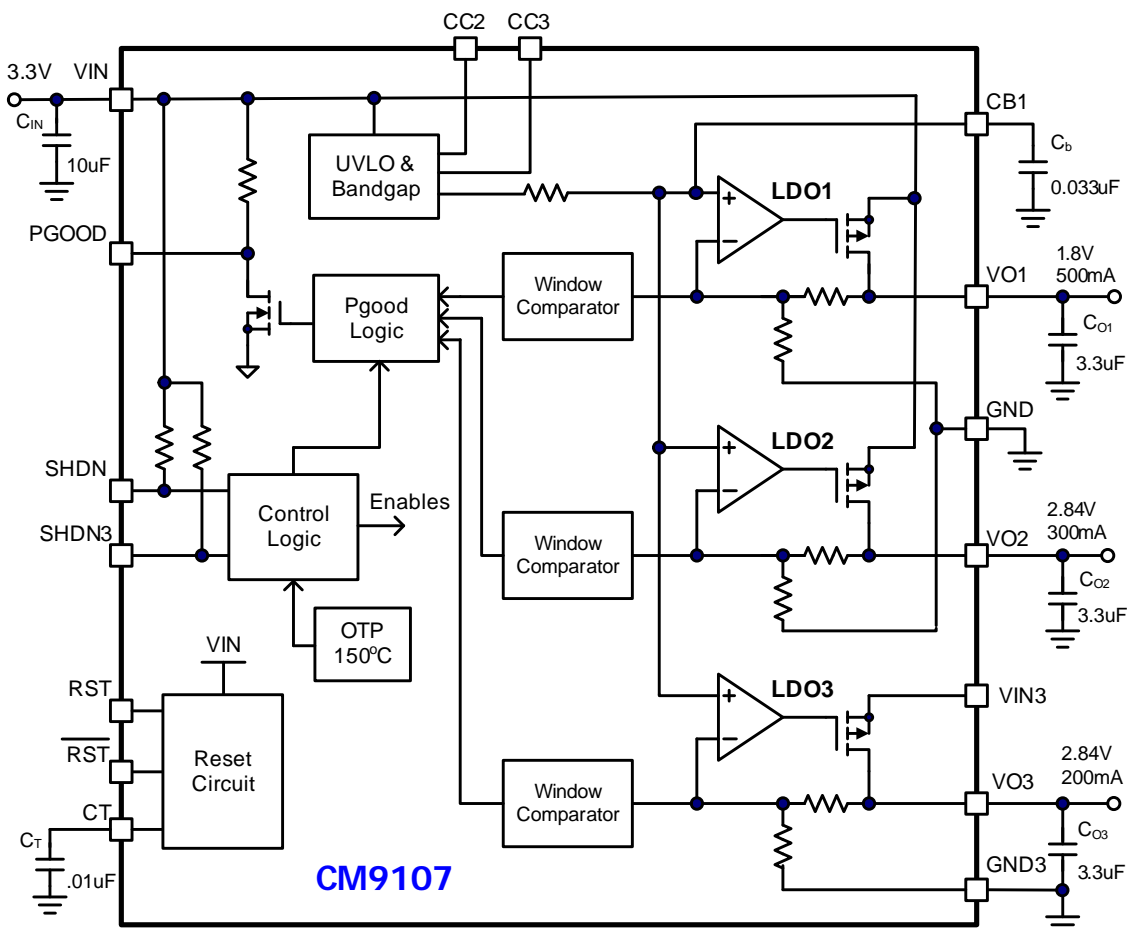 CC2
CC3
3.3V
VIN
CIN
10uF
UVLO &
Bandgap
CB1
Cb
0.033uF
LDO1
+
−
PGOOD
Pgood
Logic
Window
Comparator
VO1
1.8V
500mA
CO1
3.3uF
GND
LDO2
+
−
SHDN
SHDN3
Control
Logic
Enables
Window
Comparator
VO2
2.84V
300mA
CO2
3.3uF
OTP
150oC
VIN
LDO3
+
−
VIN3
RST
RST
CT
Reset
Circuit
CT
.01uF
Window
Comparator
VO3
2.84V
200mA
CO3
3.3uF
GND3
CM9107